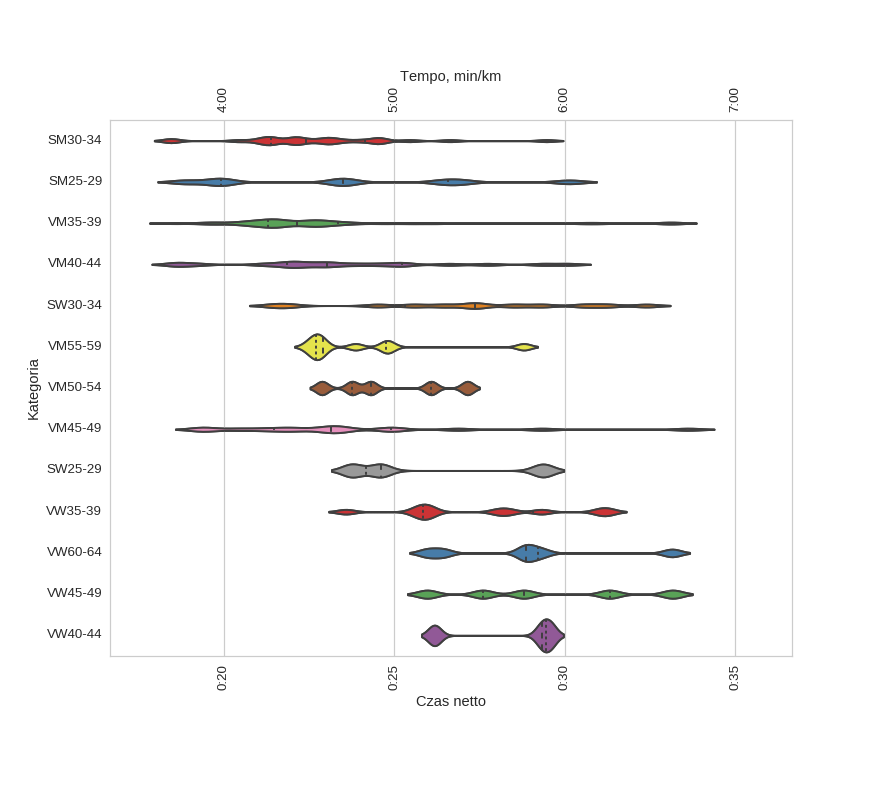 Tempo, min/km
4:00
5:00
6:00
7:00
Kategoria
SM30-34
SM25-29
VM35-39
VM40-44
SW30-34
VM55-59
VM50-54
VM45-49
SW25-29
VW35-39
VW60-64
VW45-49
VW40-44
0:20
0:25
0:30
0:35
Czas netto